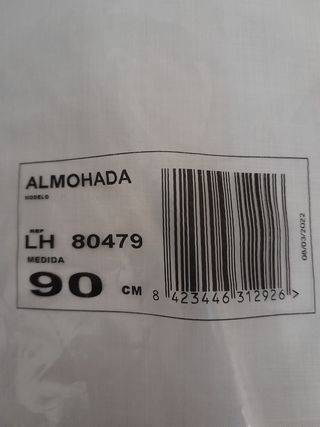 ALMOHADA
MODELO
REF
LH 80479
MEDIDA
90 CM
8 423446 312926 >
08/03/2022